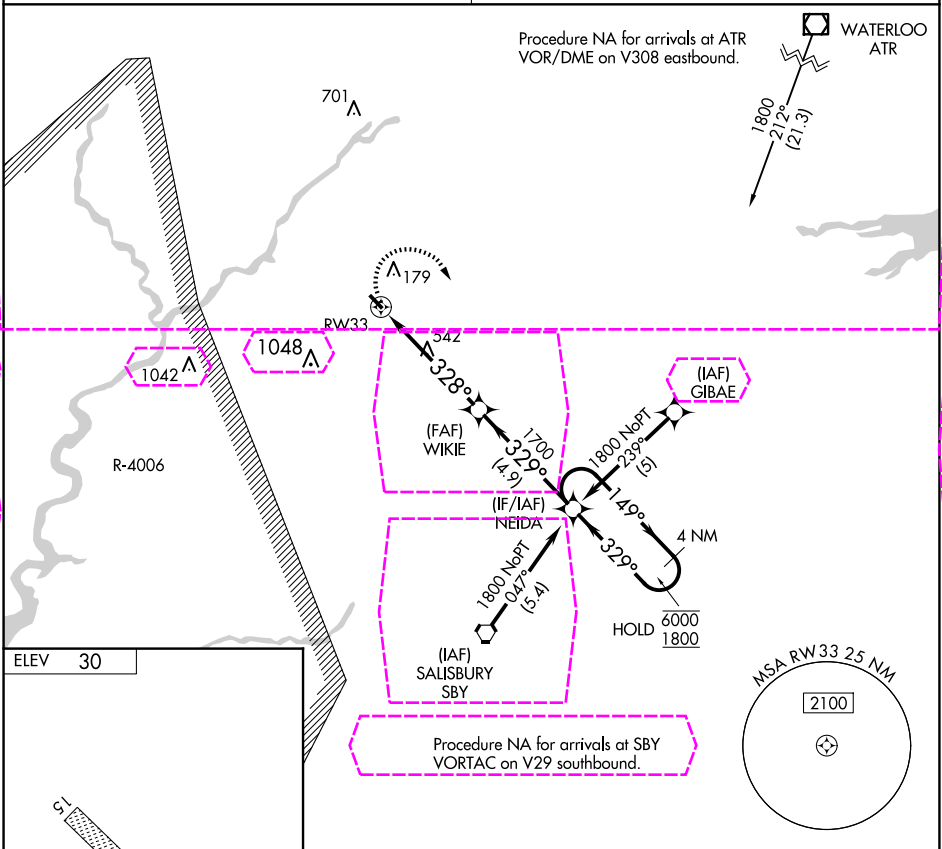 Procedure NA for arrivals at ATR
VOR/DME on V308 eastbound.
WATERLOO
ATR
1800
212°
(21.3)
701
179
RW33
542
1048
1042
328°
(IAF)
GIBAE
(FAF)
WIKIE
1700
329°
(4.9)
1800 NoPT
239°
(5)
R-4006
(IF/IAF)
NEIDA
149°
329°
4 NM
1800 NoPT
047°
(5.4)
HOLD
6000
1800
(IAF)
SALISBURY
SBY
ELEV 30
MSA RW33 25 NM
2100
Procedure NA for arrivals at SBY
VORTAC on V29 southbound.
15